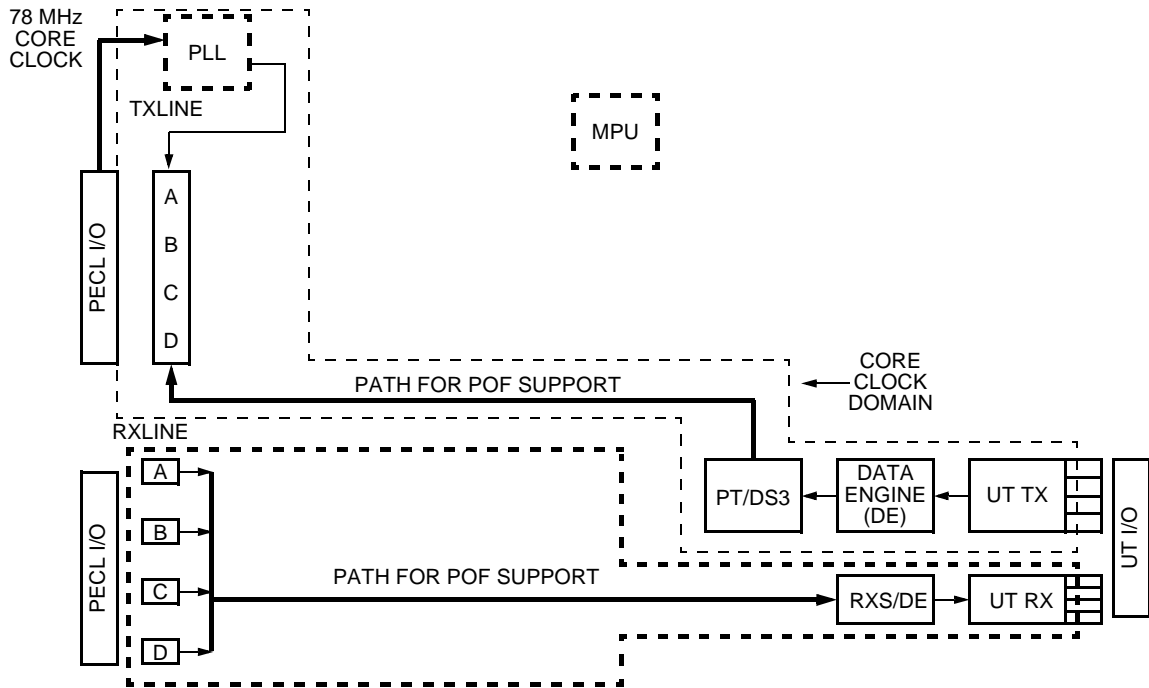 78 MHz
CORE
CLOCK
PLL
TXLINE
MPU
PECL I/O
A
B
C
D
PATH FOR POF SUPPORT
CORE
CLOCK
DOMAIN
RXLINE
PECL I/O
A
B
C
D
PT/DS3
DATA
ENGINE
(DE)
UT TX
UT I/O
PATH FOR POF SUPPORT
RXS/DE
UT RX